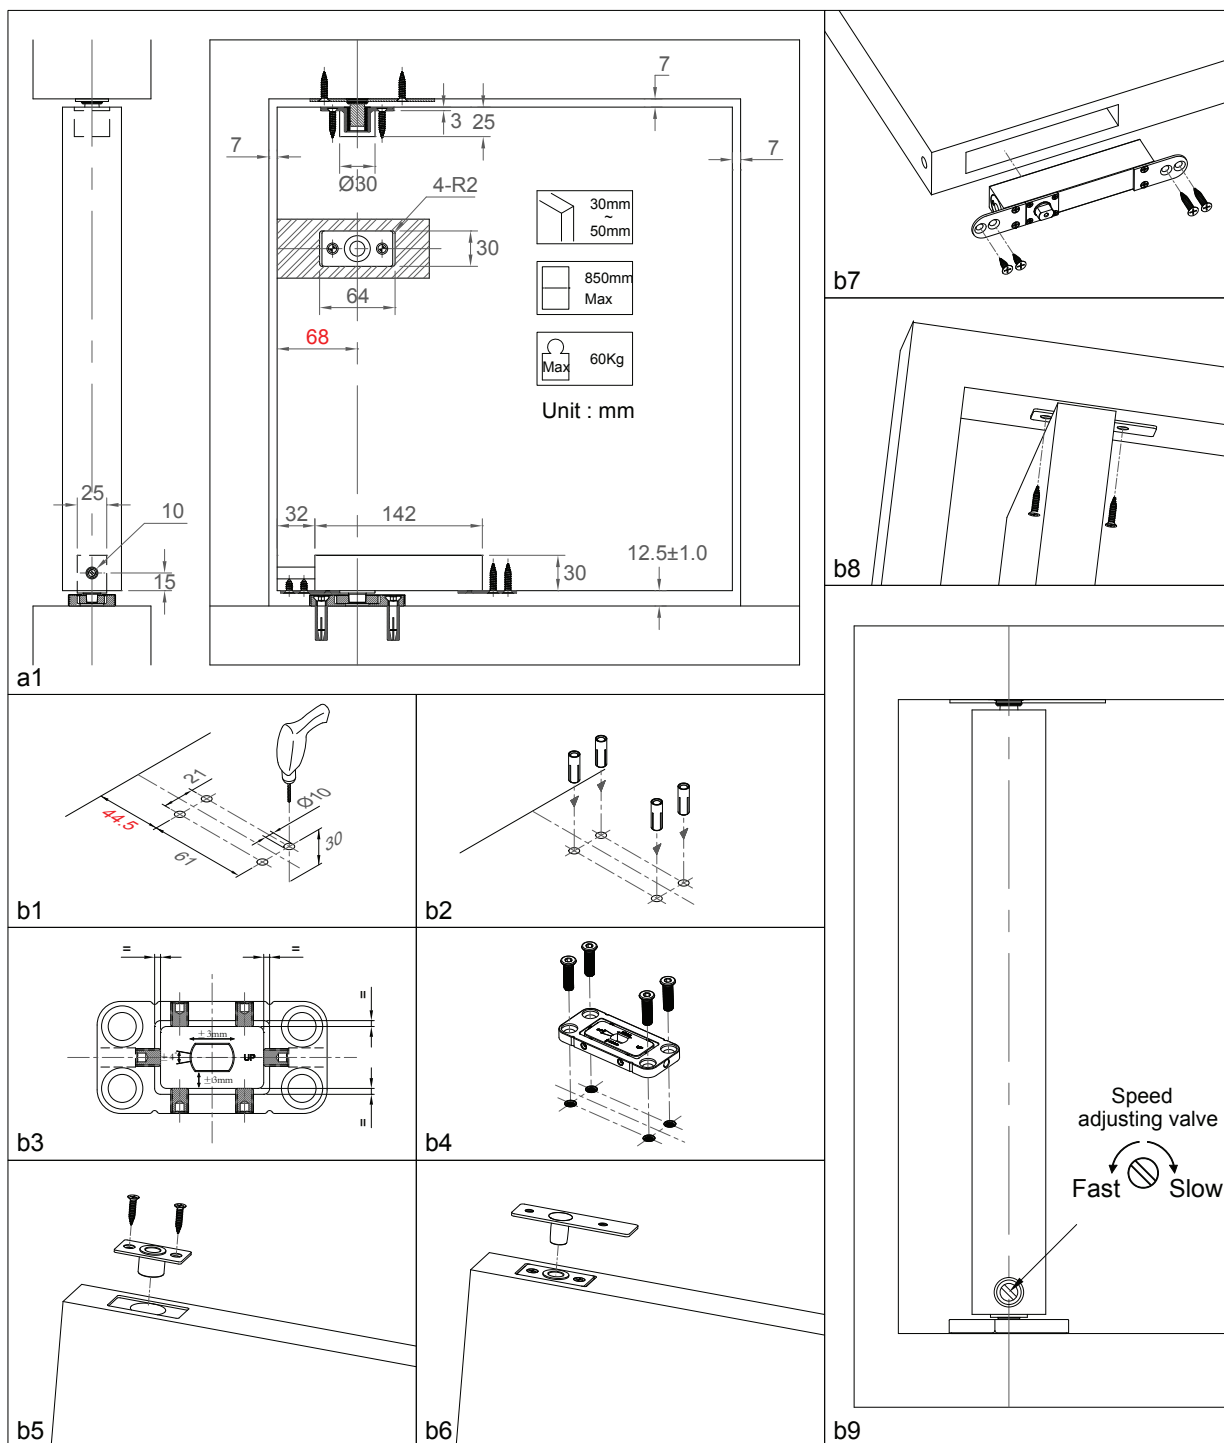 7
3
25
7
7
Ø30
4-R2
30mm
~
50mm
30
850mm
Max
64
68
Max
60Kg
Unit : mm
25
10
15
32
142
12.5±1.0
30
a1
b7
b8
21
Ø10
44.5
61
30
b1
b2
=
=
=
±3mm
±4°
UP
±3mm
=
b3
b4
Speed
adjusting valve
Fast
Slow
b5
b6
b9